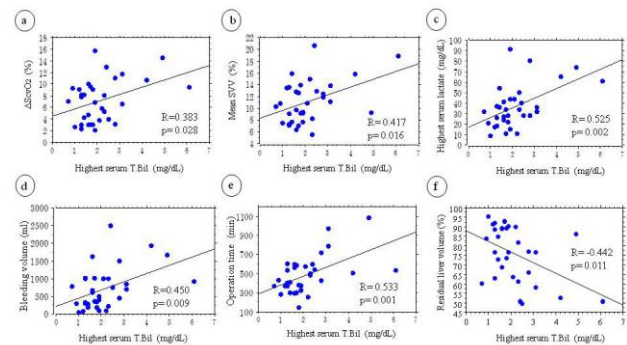 a
ΔScvO2 (%)
18
16
14
12
10
8
6
4
2
0
R=0.383
p=0.028
0 1 2 3 4 5 6 7
Highest serum T.Bil (mg/dL)
b
Mean SVV (%)
22
20
18
16
14
12
10
8
6
4
2
R=0.417
p=0.016
0 1 2 3 4 5 6 7
Highest serum T.Bil (mg/dL)
c
Highest serum lactate (mg/dL)
100
90
80
70
60
50
40
30
20
10
0
R=0.525
p=0.002
0 1 2 3 4 5 6 7
Highest serum T.Bil (mg/dL)
d
Bleeding volume (ml)
3000
2500
2000
1500
1000
500
0
R=0.450
p=0.009
0 1 2 3 4 5 6 7
Highest serum T.Bil (mg/dL)
e
Operation time (min)
1100
900
700
500
300
100
R=0.533
p=0.001
0 1 2 3 4 5 6 7
Highest serum T.Bil (mg/dL)
f
Residual liver volume (%)
100
95
90
85
80
75
70
65
60
55
50
45
R= -0.442
p=0.011
0 1 2 3 4 5 6 7
Highest serum T.Bil (mg/dL)